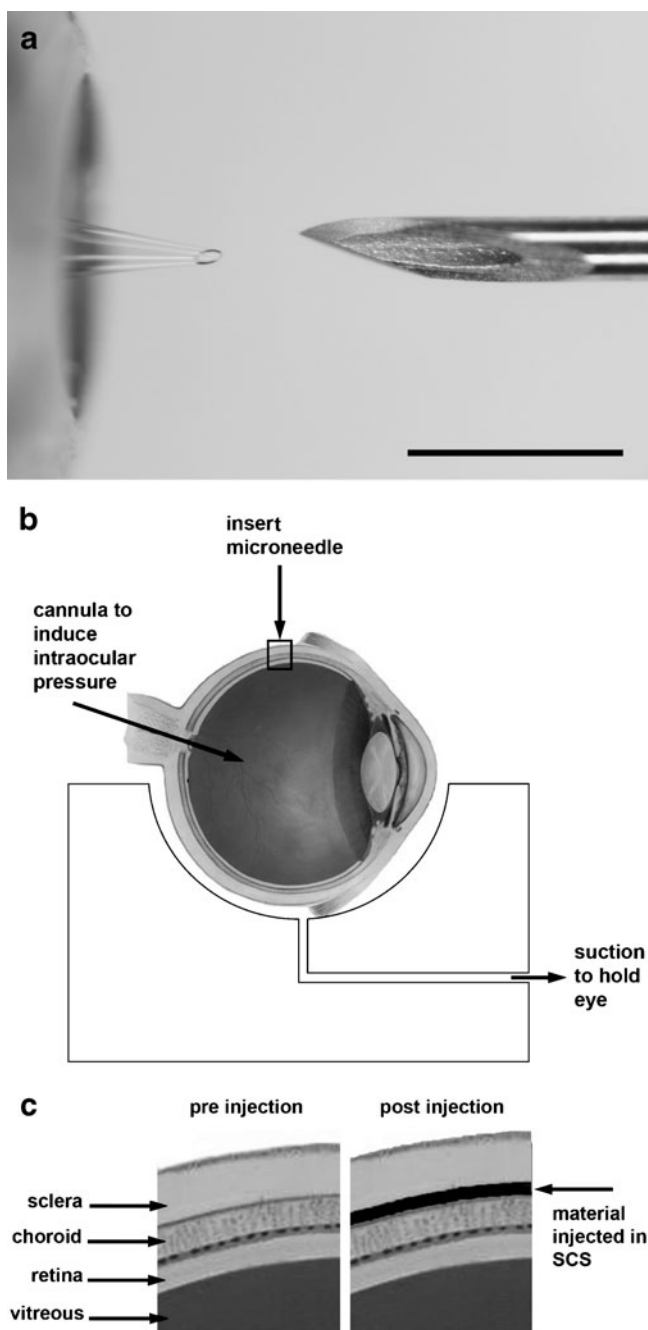 a
b
insert
microneedle
cannula to
induce
intraocular
pressure
suction
to hold
eye
c
pre injection
post injection
sclera
choroid
retina
vitreous
material
injected in
SCS